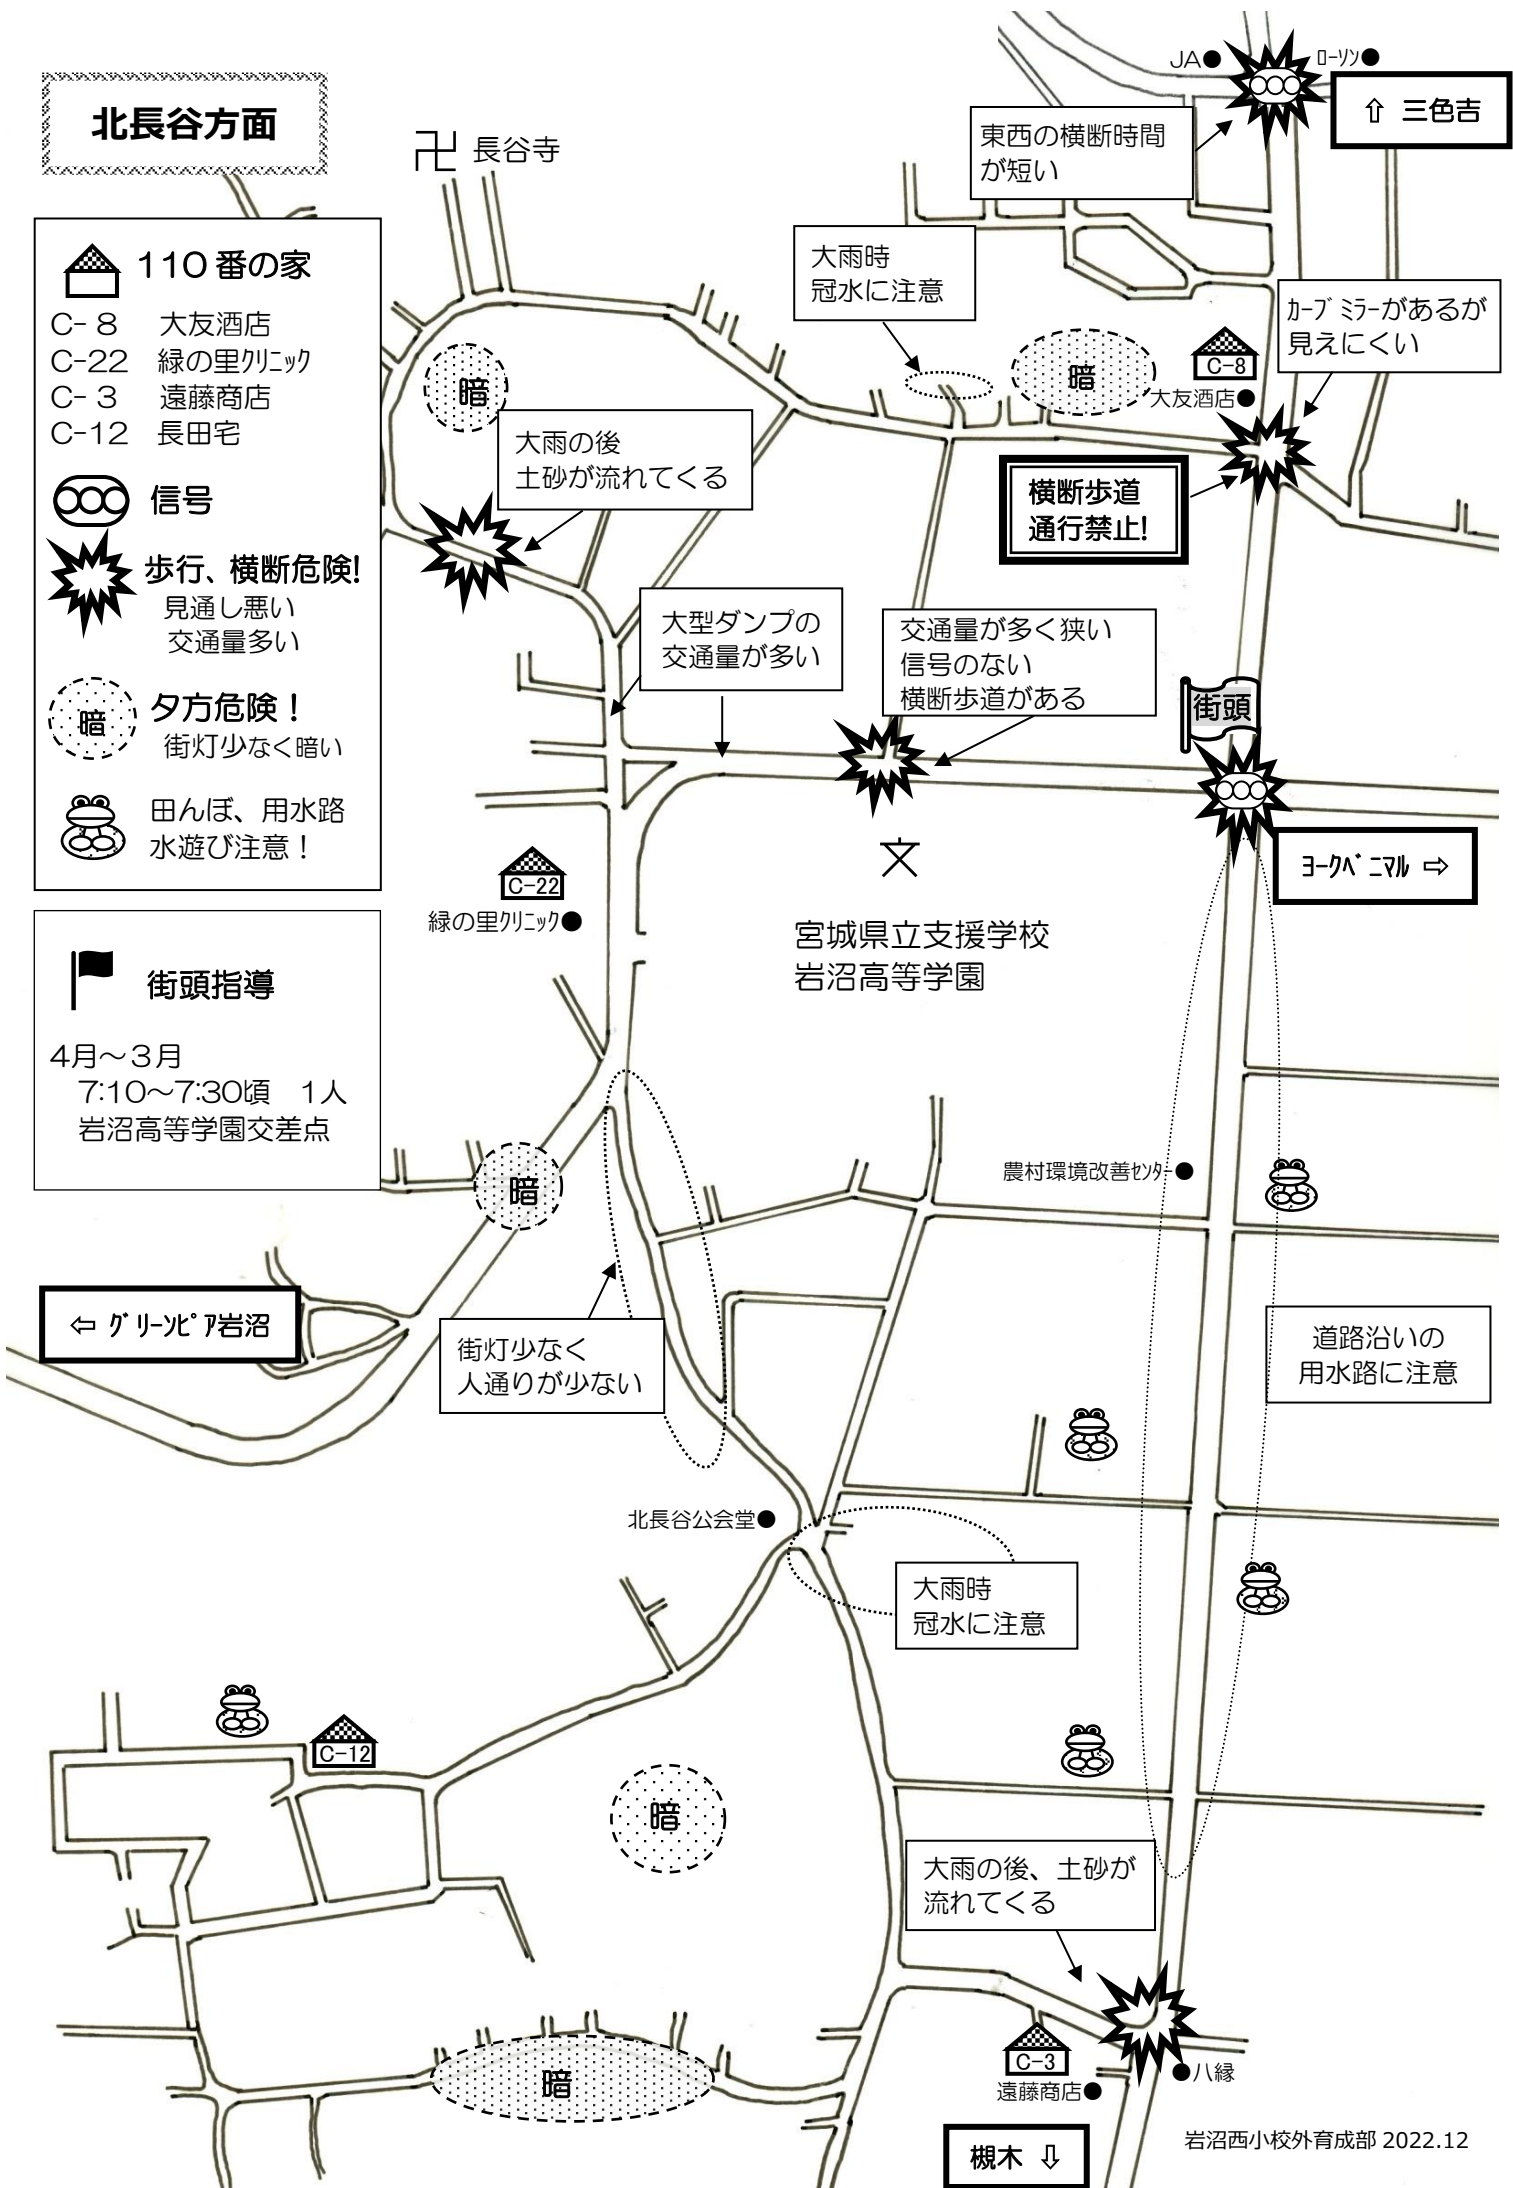 北長谷方面
卍 長谷寺
JA●
ローソン●
⇧ 三色吉
東西の横断時間
が短い
110番の家
C-8 大友酒店
C-22 緑の里クリニック
C-3 遠藤商店
C-12 長田宅
信号
歩行、横断危険!
見通し悪い
交通量多い
暗
夕方危険！
街灯少なく暗い
田んぼ、用水路
水遊び注意！
街頭指導
4月～3月
7:10～7:30頃 1人
岩沼高等学園交差点
大雨時
冠水に注意
カーブミラーがあるが
見えにくい
暗
暗
C-8
大友酒店●
大雨の後
土砂が流れてくる
横断歩道
通行禁止!
大型ダンプの
交通量が多い
交通量が多く狭い
信号のない
横断歩道がある
街頭
文
ヨークベニマル ⇨
C-22
緑の里クリニック●
宮城県立支援学校
岩沼高等学園
農村環境改善センター●
暗
⇦ グリーンピア岩沼
街灯少なく
人通りが少ない
道路沿いの
用水路に注意
北長谷公会堂●
大雨時
冠水に注意
C-12
暗
大雨の後、土砂が
流れてくる
暗
C-3
遠藤商店●
●八縁
槻木 ⇩
岩沼西小校外育成部 2022.12